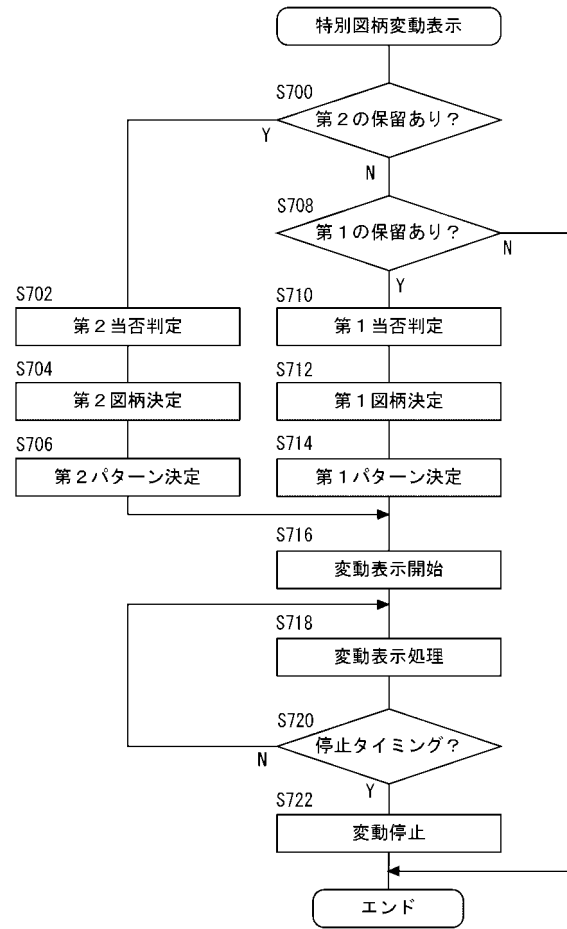 特別図柄変動表示
S700
第2の保留あり?
Y
N
S708
第1の保留あり?
N
Y
S702
第2当否判定
S710
第1当否判定
S704
第2図柄決定
S712
第1図柄決定
S706
第2パターン決定
S714
第1パターン決定
S716
変動表示開始
S718
変動表示処理
S720
停止タイミング?
N
Y
S722
変動停止
エンド